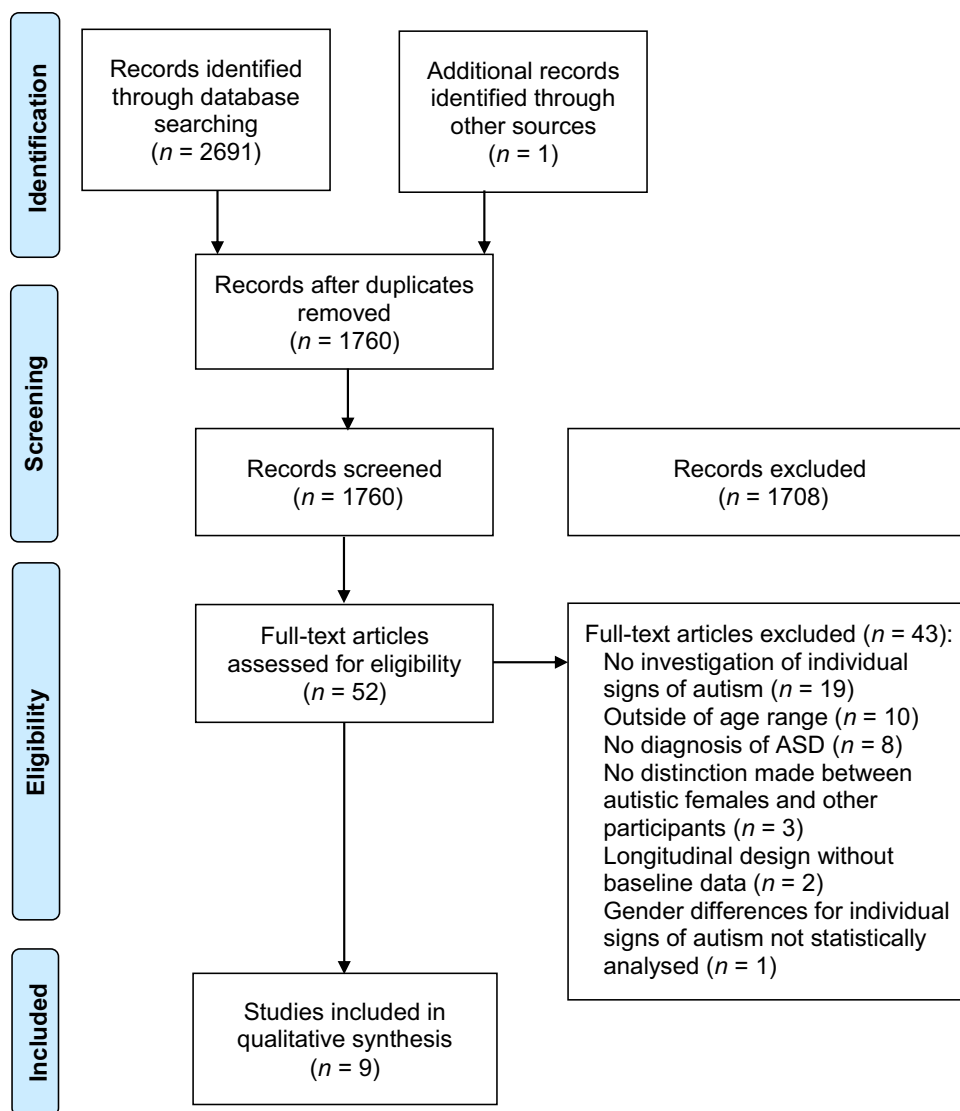 Identification
Records identified
through database
searching
(n = 2691)
Additional records
identified through
other sources
(n = 1)
Records after duplicates
removed
(n = 1760)
Screening
Records screened
(n = 1760)
Records excluded
(n = 1708)
Eligibility
Full-text articles
assessed for eligibility
(n = 52)
Full-text articles excluded (n = 43):
No investigation of individual
signs of autism (n = 19)
Outside of age range (n = 10)
No diagnosis of ASD (n = 8)
No distinction made between
autistic females and other
participants (n = 3)
Longitudinal design without
baseline data (n = 2)
Gender differences for individual
signs of autism not statistically
analysed (n = 1)
Included
Studies included in
qualitative synthesis
(n = 9)